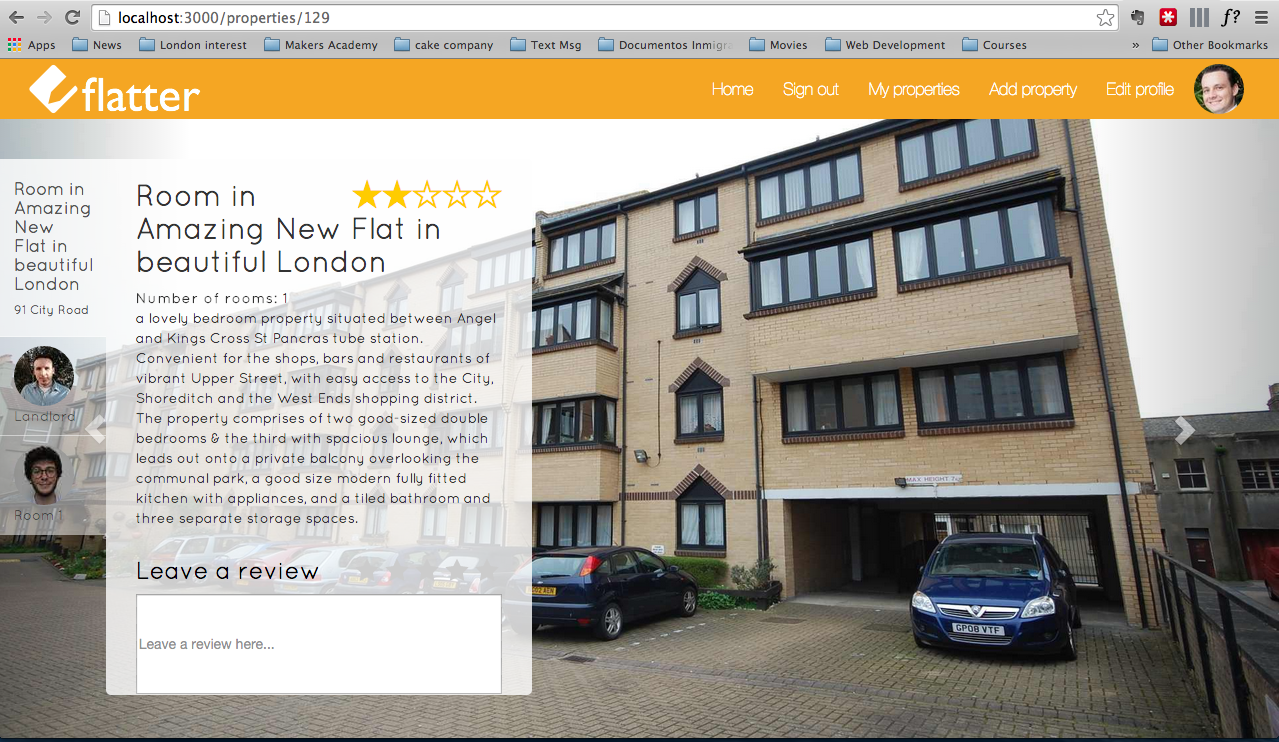 localhost:3000/properties/129
f?
Apps News London interest Makers Academy cake company Text Msg Documentos Inmigra Movies Web Development Courses » Other Bookmarks
flatter
Home Sign out My properties Add property Edit profile
Room in
Amazing
New
Flat in
beautiful
London
91 City Road
Landlord
Room 1
Room in
Amazing New Flat in
beautiful London
Number of rooms: 1
a lovely bedroom property situated between Angel
and Kings Cross St Pancras tube station.
Convenient for the shops, bars and restaurants of
vibrant Upper Street, with easy access to the City,
Shoreditch and the West Ends shopping district.
The property comprises of two good-sized double
bedrooms & the third with spacious lounge, which
leads out onto a private balcony overlooking the
communal park, a good size modern fully fitted
kitchen with appliances, and a tiled bathroom and
three separate storage spaces.
Leave a review
Leave a review here...
MAX HEIGHT
GP08 VTF